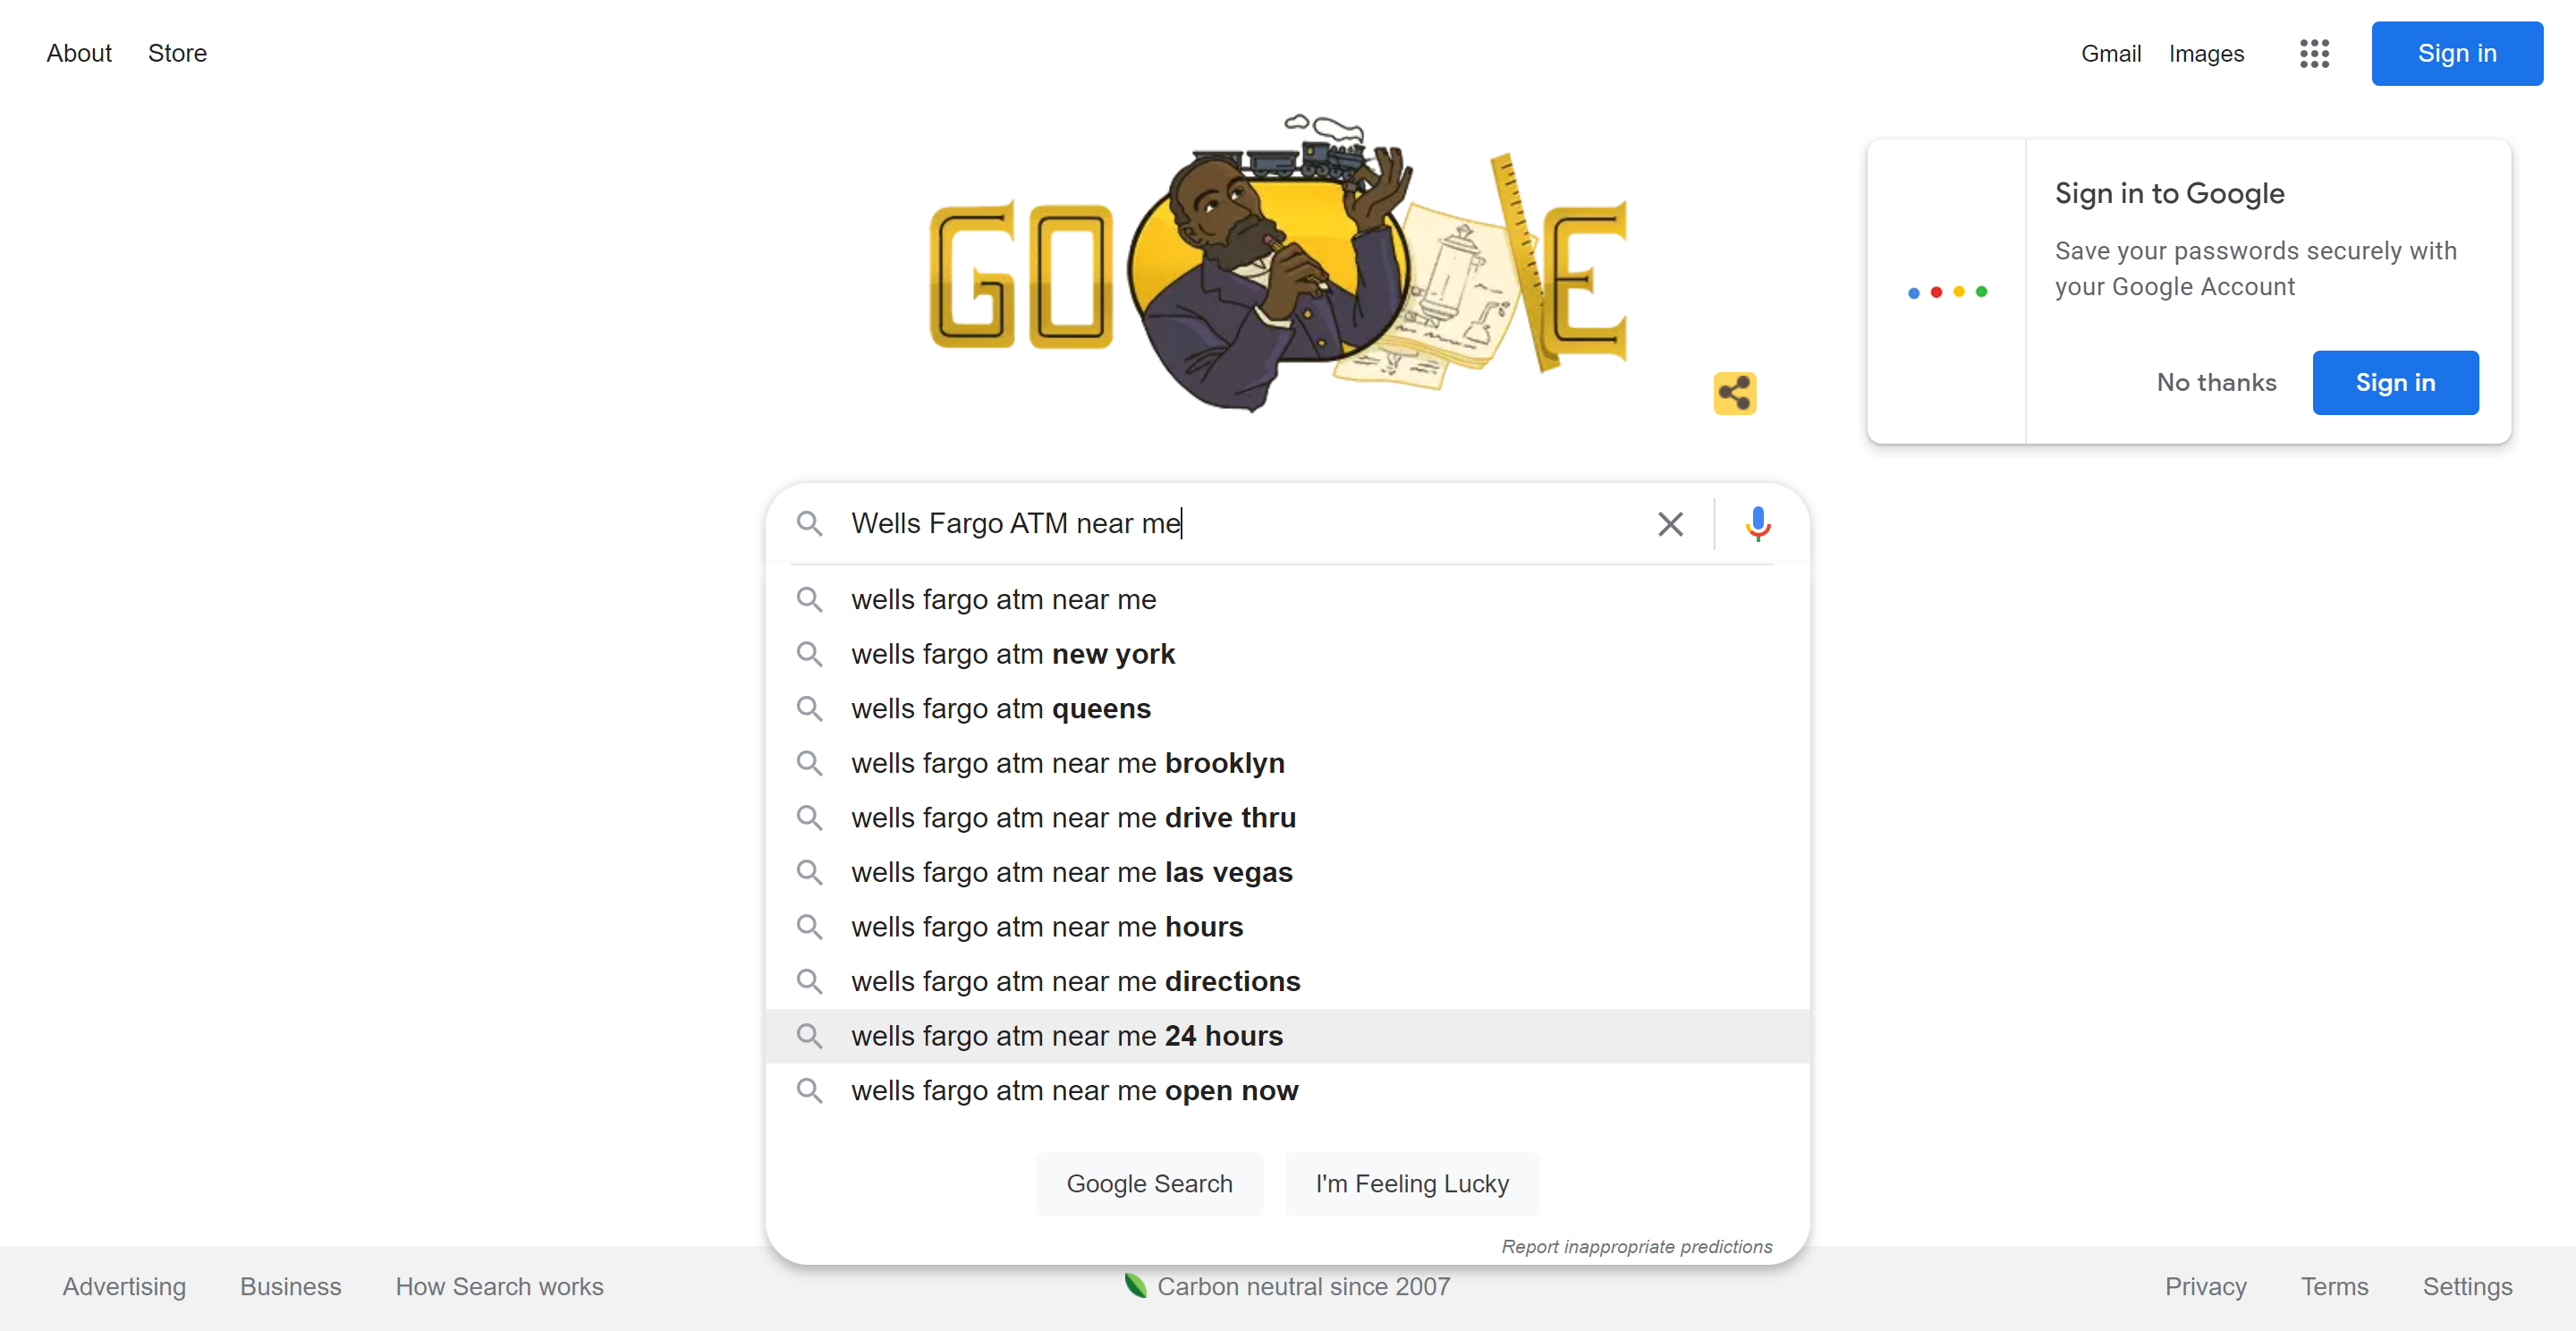 About Store
Gmail Images Sign in
GOOGLE
Sign in to Google
Save your passwords securely with
your Google Account
No thanks Sign in
Wells Fargo ATM near me
wells fargo atm near me
wells fargo atm new york
wells fargo atm queens
wells fargo atm near me brooklyn
wells fargo atm near me drive thru
wells fargo atm near me las vegas
wells fargo atm near me hours
wells fargo atm near me directions
wells fargo atm near me 24 hours
wells fargo atm near me open now
Google Search I'm Feeling Lucky
Report inappropriate predictions
Advertising Business How Search works Carbon neutral since 2007 Privacy Terms Settings